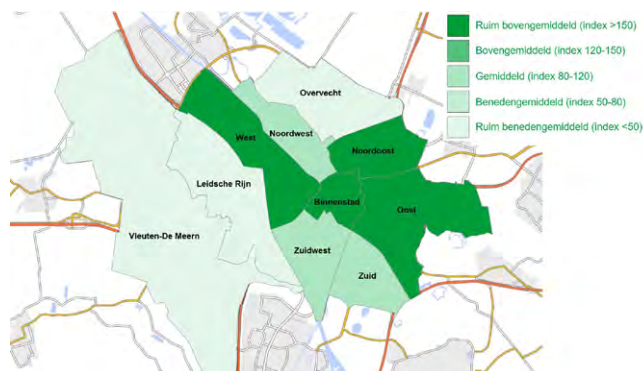 Ruim bovengemiddeld (index >150)
Bovengemiddeld (index 120-150)
Gemiddeld (index 80-120)
Benedengemiddeld (index 50-80)
Ruim benedengemiddeld (index <50)
Overvecht
West
Noordwest
Noordoost
Leidsche Rijn
Binnenstad
Oost
Vleuten-De Meern
Zuidwest
Zuid